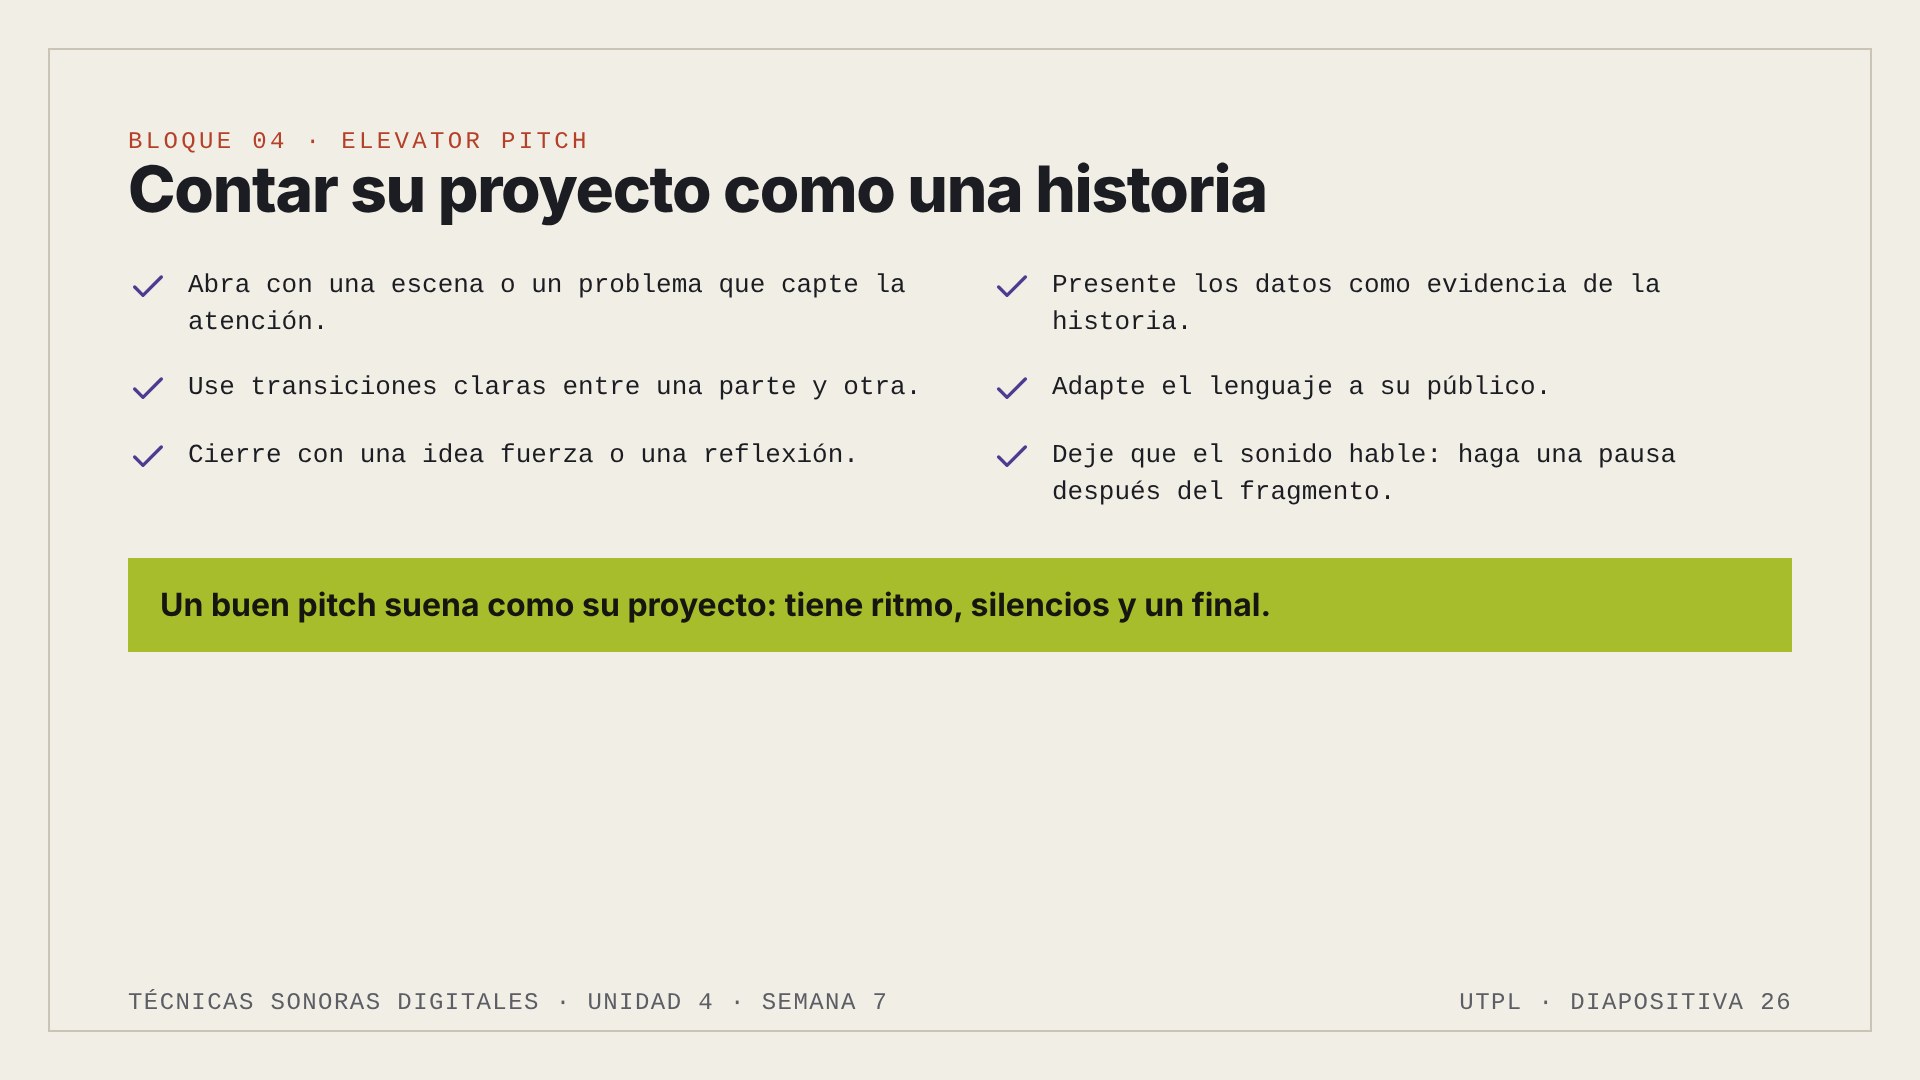 BLOQUE 04 · ELEVATOR PITCH
Contar su proyecto como una historia
Abra con una escena o un problema que capte la
atención.
Use transiciones claras entre una parte y otra.
Cierre con una idea fuerza o una reflexión.
Presente los datos como evidencia de la
historia.
Adapte el lenguaje a su público.
Deje que el sonido hable: haga una pausa
después del fragmento.
Un buen pitch suena como su proyecto: tiene ritmo, silencios y un final.
TÉCNICAS SONORAS DIGITALES · UNIDAD 4 · SEMANA 7
UTPL · DIAPOSITIVA 26